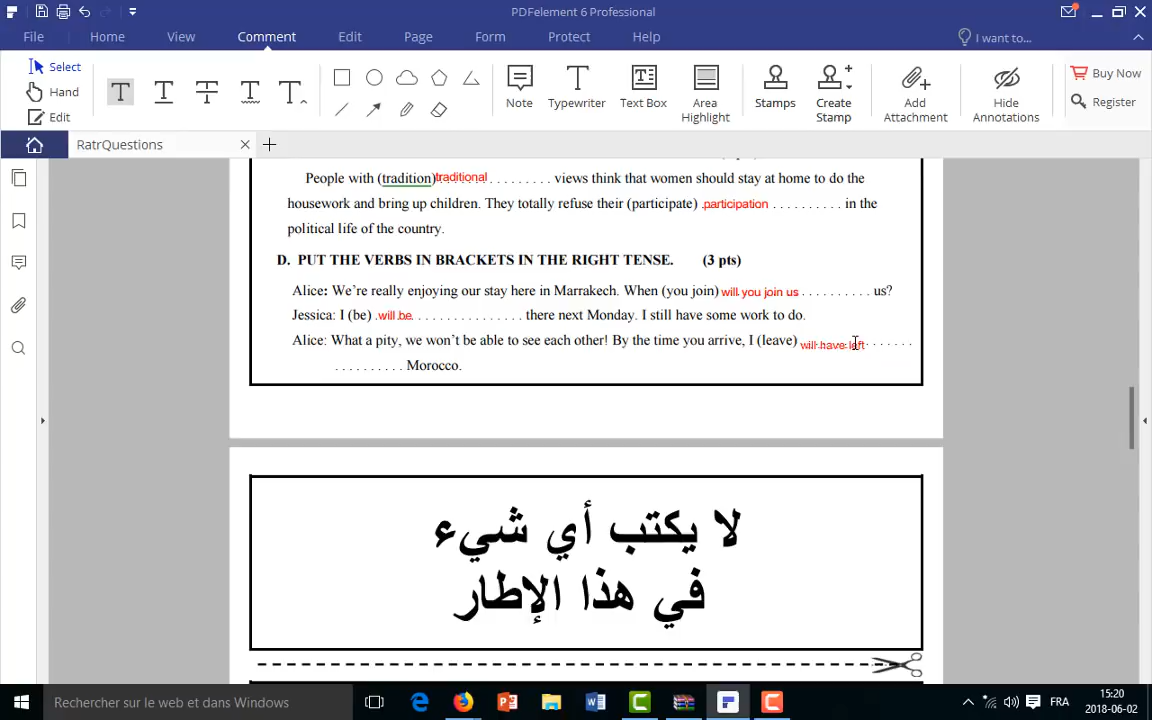 PDFelement 6 Professional
File Home View Comment Edit Page Form Protect Help I want to...
Select
Hand
Edit
Note Typewriter Text Box Area Highlight Stamps Create Stamp Add Attachment Hide Annotations
Buy Now
Register
RatrQuestions
People with (tradition)traditional . . . . . . . . . views think that women should stay at home to do the
housework and bring up children. They totally refuse their (participate) .participation . . . . . . . . . . in the
political life of the country.
D. PUT THE VERBS IN BRACKETS IN THE RIGHT TENSE. (3 pts)
Alice: We're really enjoying our stay here in Marrakech. When (you join) will you join us . . . . . . . . . . us?
Jessica: I (be) .will be. . . . . . . . . . . . . . . . there next Monday. I still have some work to do.
Alice: What a pity, we won't be able to see each other! By the time you arrive, I (leave) will have left . . . . . . .
. . . . . . . . . . Morocco.
لا يكتب أي شيء
في هذا الإطار
Rechercher sur le web et dans Windows
FRA
15:20
2018-06-02